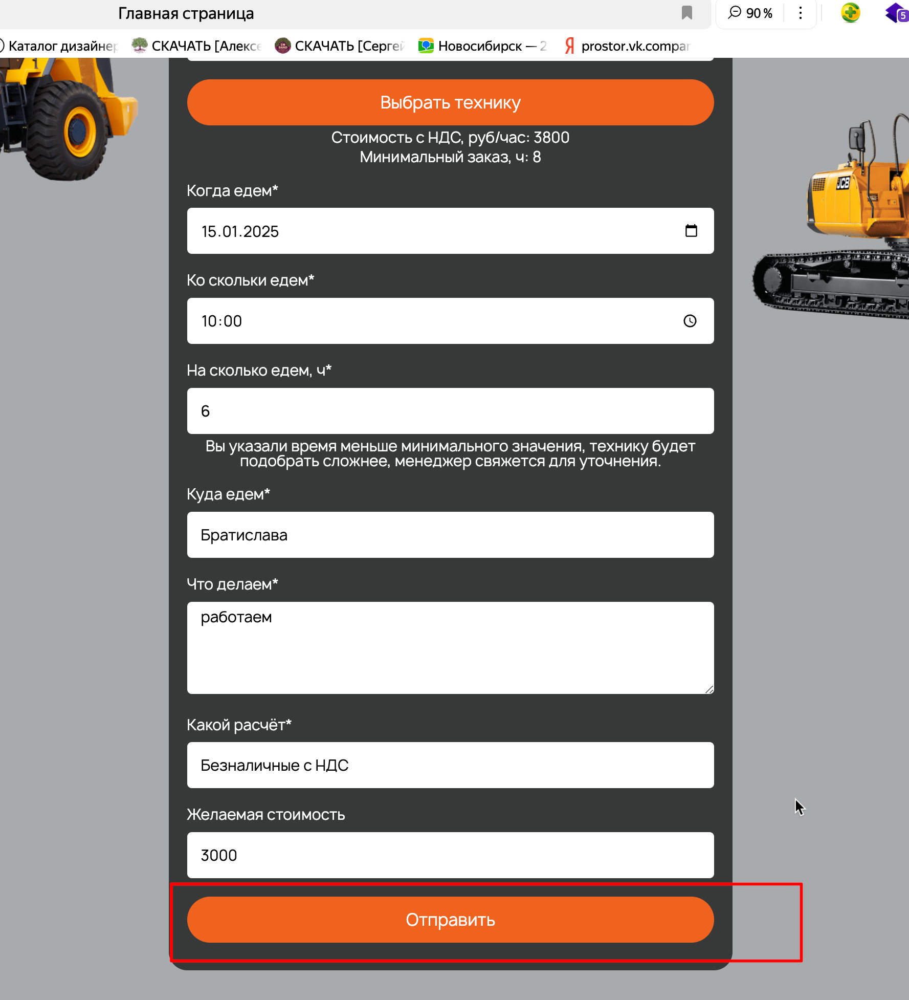 Главная страница
90 %
5
Каталог дизайнер
СКАЧАТЬ [Алексе
СКАЧАТЬ [Сергей
Новосибирск — 2
prostor.vk.compar
Выбрать технику
Стоимость с НДС, руб/час: 3800
Минимальный заказ, ч: 8
Когда едем*
15.01.2025
Ко скольки едем*
10:00
На сколько едем, ч*
6
Вы указали время меньше минимального значения, технику будет
подобрать сложнее, менеджер свяжется для уточнения.
Куда едем*
Братислава
Что делаем*
работаем
Какой расчёт*
Безналичные с НДС
Желаемая стоимость
3000
Отправить
JCB